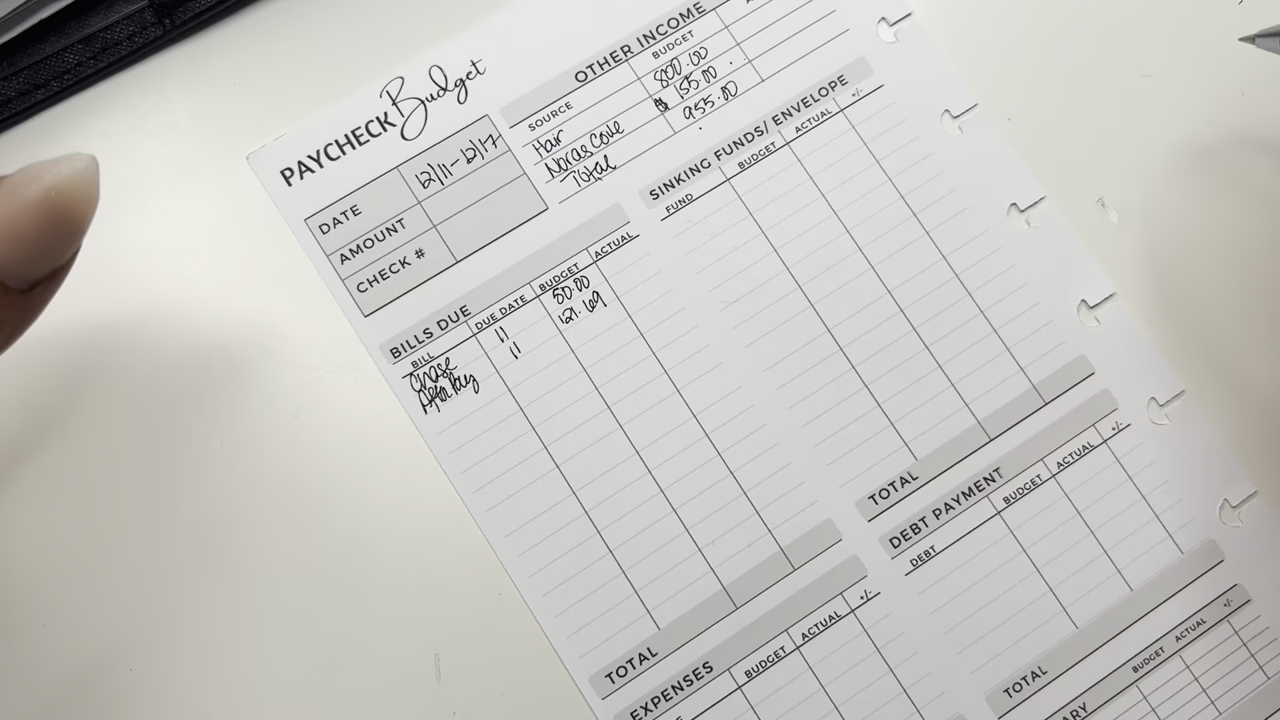 PAYCHECK Budget
DATE 12/11-12/17
AMOUNT
CHECK #
OTHER INCOME
SOURCE BUDGET
Hair 800.00
Naras Cove $ 155.00
Total 955.00
BILLS DUE
BILL DUE DATE BUDGET ACTUAL
Chase 11 50.00
AfterPay 11 121.69
TOTAL
SINKING FUNDS/ ENVELOPE
FUND BUDGET ACTUAL +/-
TOTAL
DEBT PAYMENT
DEBT BUDGET ACTUAL +/-
TOTAL
EXPENSES
BUDGET ACTUAL +/-
BUDGET ACTUAL +/-